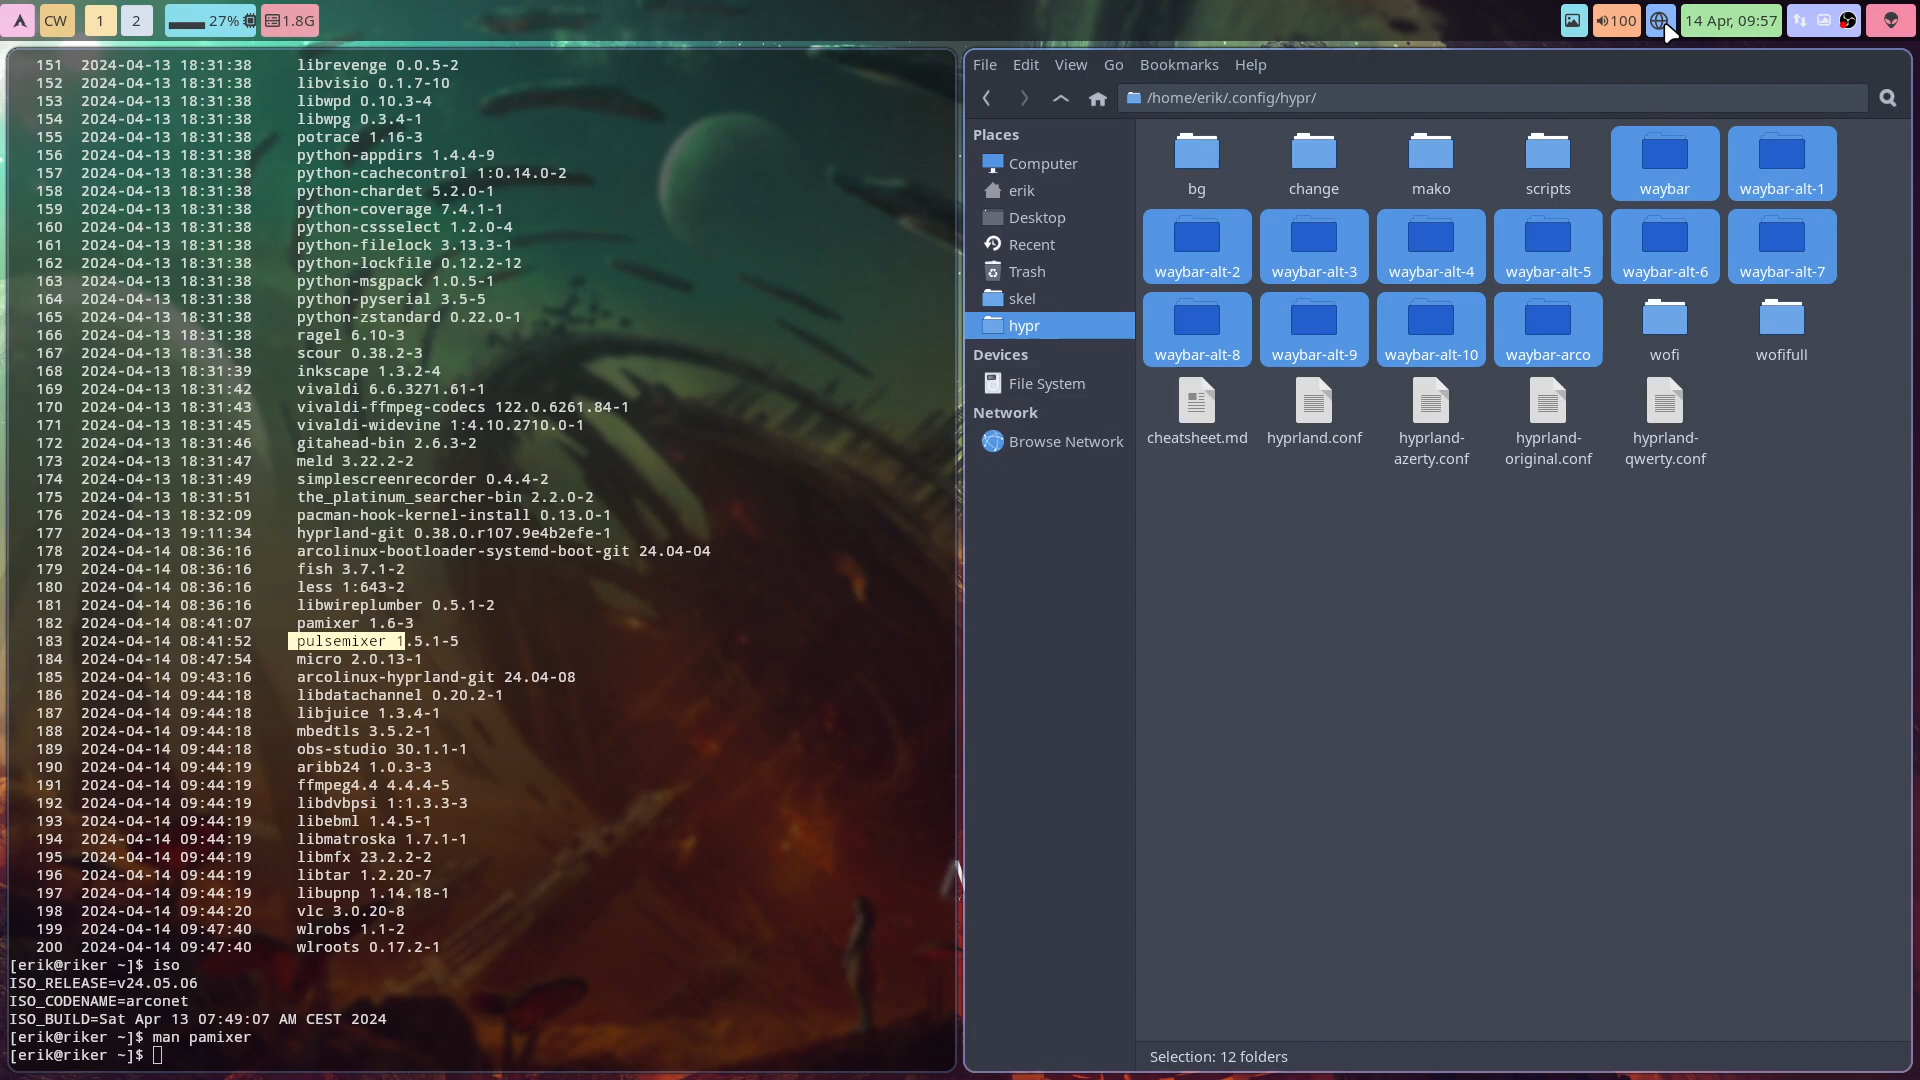 CW 1 2 27% 1.8G 100 14 Apr, 09:57
151 2024-04-13 18:31:38 librevenge 0.0.5-2
152 2024-04-13 18:31:38 libvisio 0.1.7-10
153 2024-04-13 18:31:38 libwpd 0.10.3-4
154 2024-04-13 18:31:38 libwpg 0.3.4-1
155 2024-04-13 18:31:38 potrace 1.16-3
156 2024-04-13 18:31:38 python-appdirs 1.4.4-9
157 2024-04-13 18:31:38 python-cachecontrol 1:0.14.0-2
158 2024-04-13 18:31:38 python-chardet 5.2.0-1
159 2024-04-13 18:31:38 python-coverage 7.4.1-1
160 2024-04-13 18:31:38 python-cssselect 1.2.0-4
161 2024-04-13 18:31:38 python-filelock 3.13.3-1
162 2024-04-13 18:31:38 python-lockfile 0.12.2-12
163 2024-04-13 18:31:38 python-msgpack 1.0.5-1
164 2024-04-13 18:31:38 python-pyserial 3.5-5
165 2024-04-13 18:31:38 python-zstandard 0.22.0-1
166 2024-04-13 18:31:38 ragel 6.10-3
167 2024-04-13 18:31:38 scour 0.38.2-3
168 2024-04-13 18:31:39 inkscape 1.3.2-4
169 2024-04-13 18:31:42 vivaldi 6.6.3271.61-1
170 2024-04-13 18:31:43 vivaldi-ffmpeg-codecs 122.0.6261.84-1
171 2024-04-13 18:31:45 vivaldi-widevine 1:4.10.2710.0-1
172 2024-04-13 18:31:46 gitahead-bin 2.6.3-2
173 2024-04-13 18:31:47 meld 3.22.2-2
174 2024-04-13 18:31:49 simplescreenrecorder 0.4.4-2
175 2024-04-13 18:31:51 the_platinum_searcher-bin 2.2.0-2
176 2024-04-13 18:32:09 pacman-hook-kernel-install 0.13.0-1
177 2024-04-13 19:11:34 hyprland-git 0.38.0.r107.9e4b2efe-1
178 2024-04-14 08:36:16 arcolinux-bootloader-systemd-boot-git 24.04-04
179 2024-04-14 08:36:16 fish 3.7.1-2
180 2024-04-14 08:36:16 less 1:643-2
181 2024-04-14 08:36:16 libwireplumber 0.5.1-2
182 2024-04-14 08:41:07 pamixer 1.6-3
183 2024-04-14 08:41:52 pulsemixer 1.5.1-5
184 2024-04-14 08:47:54 micro 2.0.13-1
185 2024-04-14 09:43:16 arcolinux-hyprland-git 24.04-08
186 2024-04-14 09:44:18 libdatachannel 0.20.2-1
187 2024-04-14 09:44:18 libjuice 1.3.4-1
188 2024-04-14 09:44:18 mbedtls 3.5.2-1
189 2024-04-14 09:44:18 obs-studio 30.1.1-1
190 2024-04-14 09:44:19 aribb24 1.0.3-3
191 2024-04-14 09:44:19 ffmpeg4.4 4.4.4-5
192 2024-04-14 09:44:19 libdvbpsi 1:1.3.3-3
193 2024-04-14 09:44:19 libebml 1.4.5-1
194 2024-04-14 09:44:19 libmatroska 1.7.1-1
195 2024-04-14 09:44:19 libmfx 23.2.2-2
196 2024-04-14 09:44:19 libtar 1.2.20-7
197 2024-04-14 09:44:19 libupnp 1.14.18-1
198 2024-04-14 09:44:20 vlc 3.0.20-8
199 2024-04-14 09:47:40 wlrobs 1.1-2
200 2024-04-14 09:47:40 wlroots 0.17.2-1
[erik@riker ~]$ iso
ISO_RELEASE=v24.05.06
ISO_CODENAME=arconet
ISO_BUILD=Sat Apr 13 07:49:07 AM CEST 2024
[erik@riker ~]$ man pamixer
[erik@riker ~]$
File Edit View Go Bookmarks Help
/home/erik/.config/hypr/
Places
Computer
erik
Desktop
Recent
Trash
skel
hypr
Devices
File System
Network
Browse Network
bg change mako scripts waybar waybar-alt-1
waybar-alt-2 waybar-alt-3 waybar-alt-4 waybar-alt-5 waybar-alt-6 waybar-alt-7
waybar-alt-8 waybar-alt-9 waybar-alt-10 waybar-arco wofi wofifull
cheatsheet.md hyprland.conf hyprland- hyprland- hyprland-
azerty.conf original.conf qwerty.conf
Selection: 12 folders